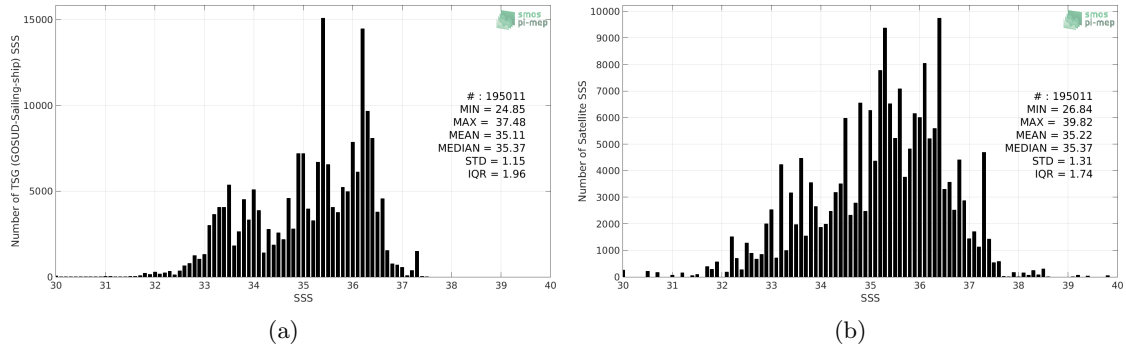 Number of TSG (GOSUD-Sailing-ship) SSS
15000
10000
5000
0
30 31 32 33 34 35 36 37 38 39 40
SSS
smos
pi-mep
# : 195011
MIN = 24.85
MAX = 37.48
MEAN = 35.11
MEDIAN = 35.37
STD = 1.15
IQR = 1.96
(a)
Number of Satellite SSS
10000
9000
8000
7000
6000
5000
4000
3000
2000
1000
0
30 31 32 33 34 35 36 37 38 39 40
SSS
smos
pi-mep
# : 195011
MIN = 26.84
MAX = 39.82
MEAN = 35.22
MEDIAN = 35.37
STD = 1.31
IQR = 1.74
(b)